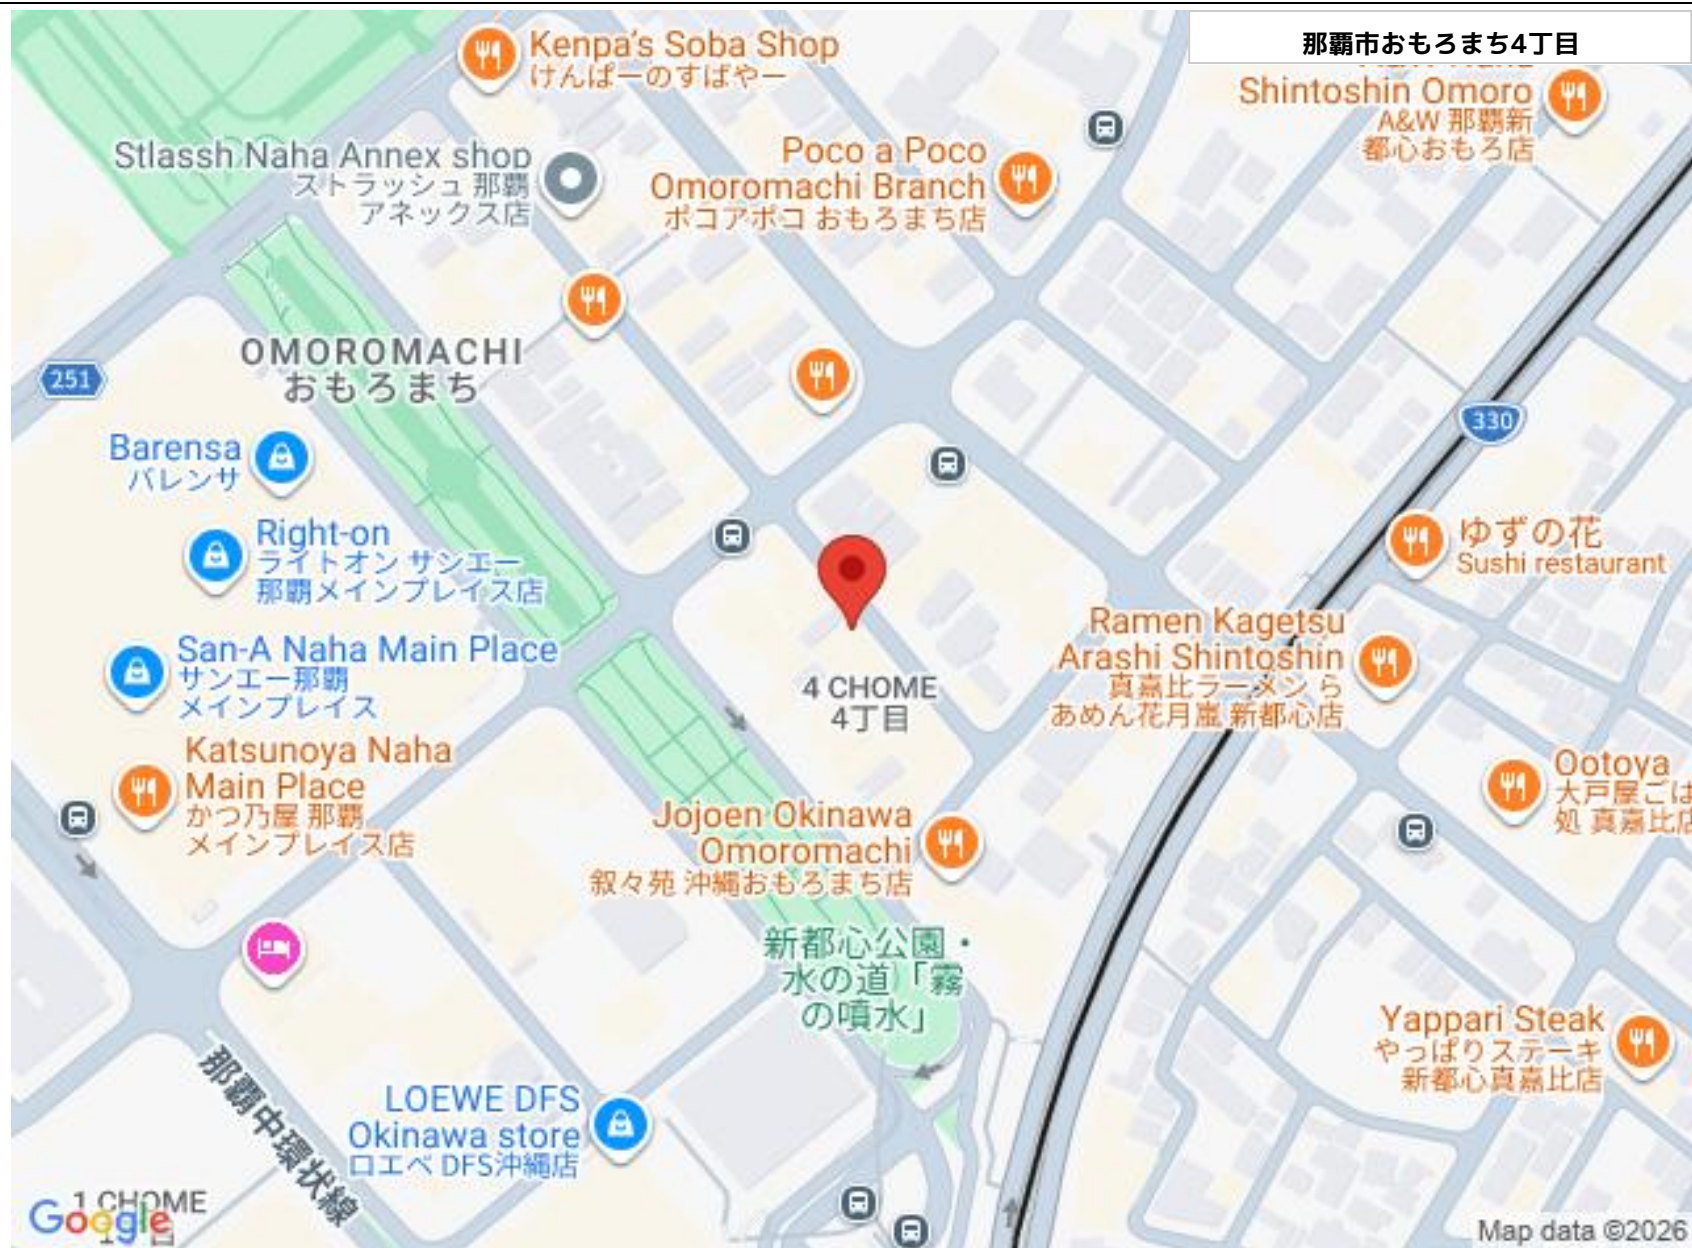 那覇市おもろまち4丁目
Kenpa's Soba Shop
けんぱーのすばやー
Shintoshin Omoro
A&W 那覇新
都心おもろ店
Stlassh Naha Annex shop
ストラッシュ 那覇
アネックス店
Poco a Poco
Omoromachi Branch
ポコアポコ おもろまち店
OMOROMACHI
おもろまち
251
330
Barensa
バレンサ
Right-on
ライトオン サンエー
那覇メインプレイス店
ゆずの花
Sushi restaurant
San-A Naha Main Place
サンエー那覇
メインプレイス
Ramen Kagetsu
Arashi Shintoshin
真嘉比ラーメン ら
あめん花月嵐 新都心店
4 CHOME
4丁目
Katsunoya Naha
Main Place
かつ乃屋 那覇
メインプレイス店
Ootoya
大戸屋ごは
処 真嘉比店
Jojoen Okinawa
Omoromachi
叙々苑 沖縄おもろまち店
新都心公園・
水の道「霧
の噴水」
Yappari Steak
やっぱりステーキ
新都心真嘉比店
那覇中環状線
LOEWE DFS
Okinawa store
ロエベ DFS沖縄店
1 CHOME
Google
Map data ©2026